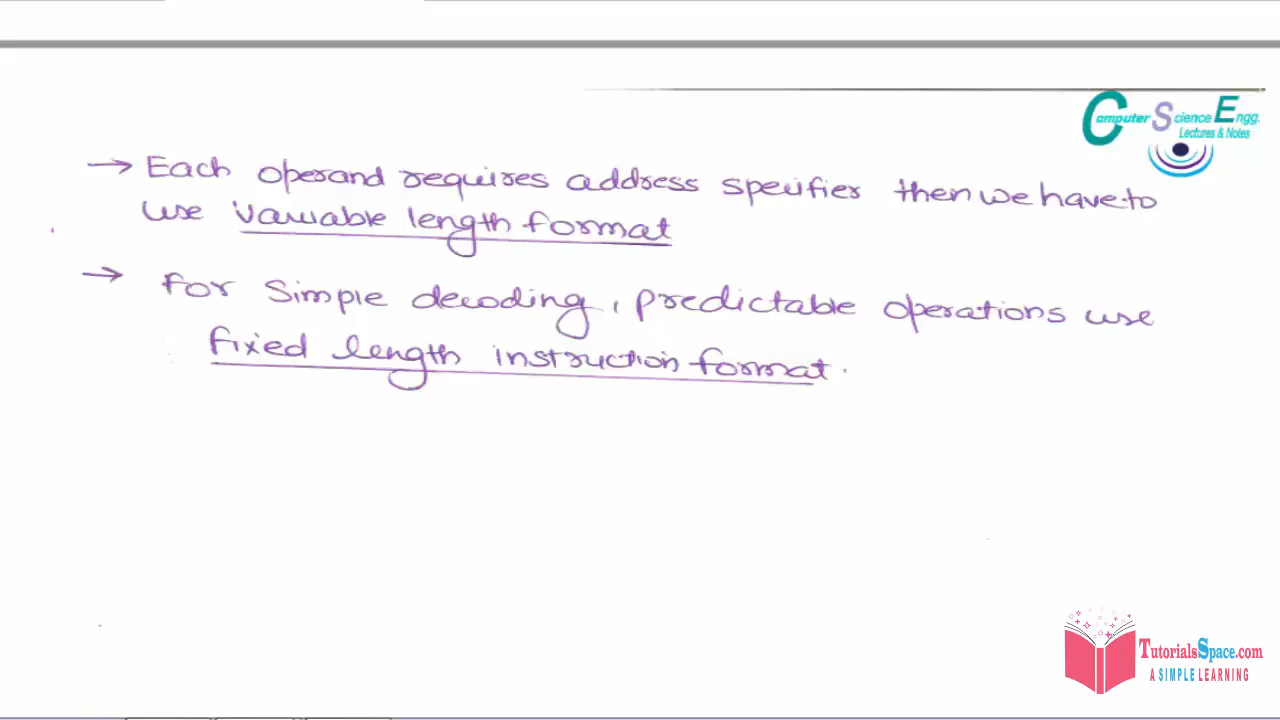 Computer Science Engg.
Lectures & Notes
→ Each operand requires address specifier then we have to
use variable length format
→ For simple decoding, predictable operations use
fixed length instruction format.
TutorialsSpace.com
A SIMPLE LEARNING